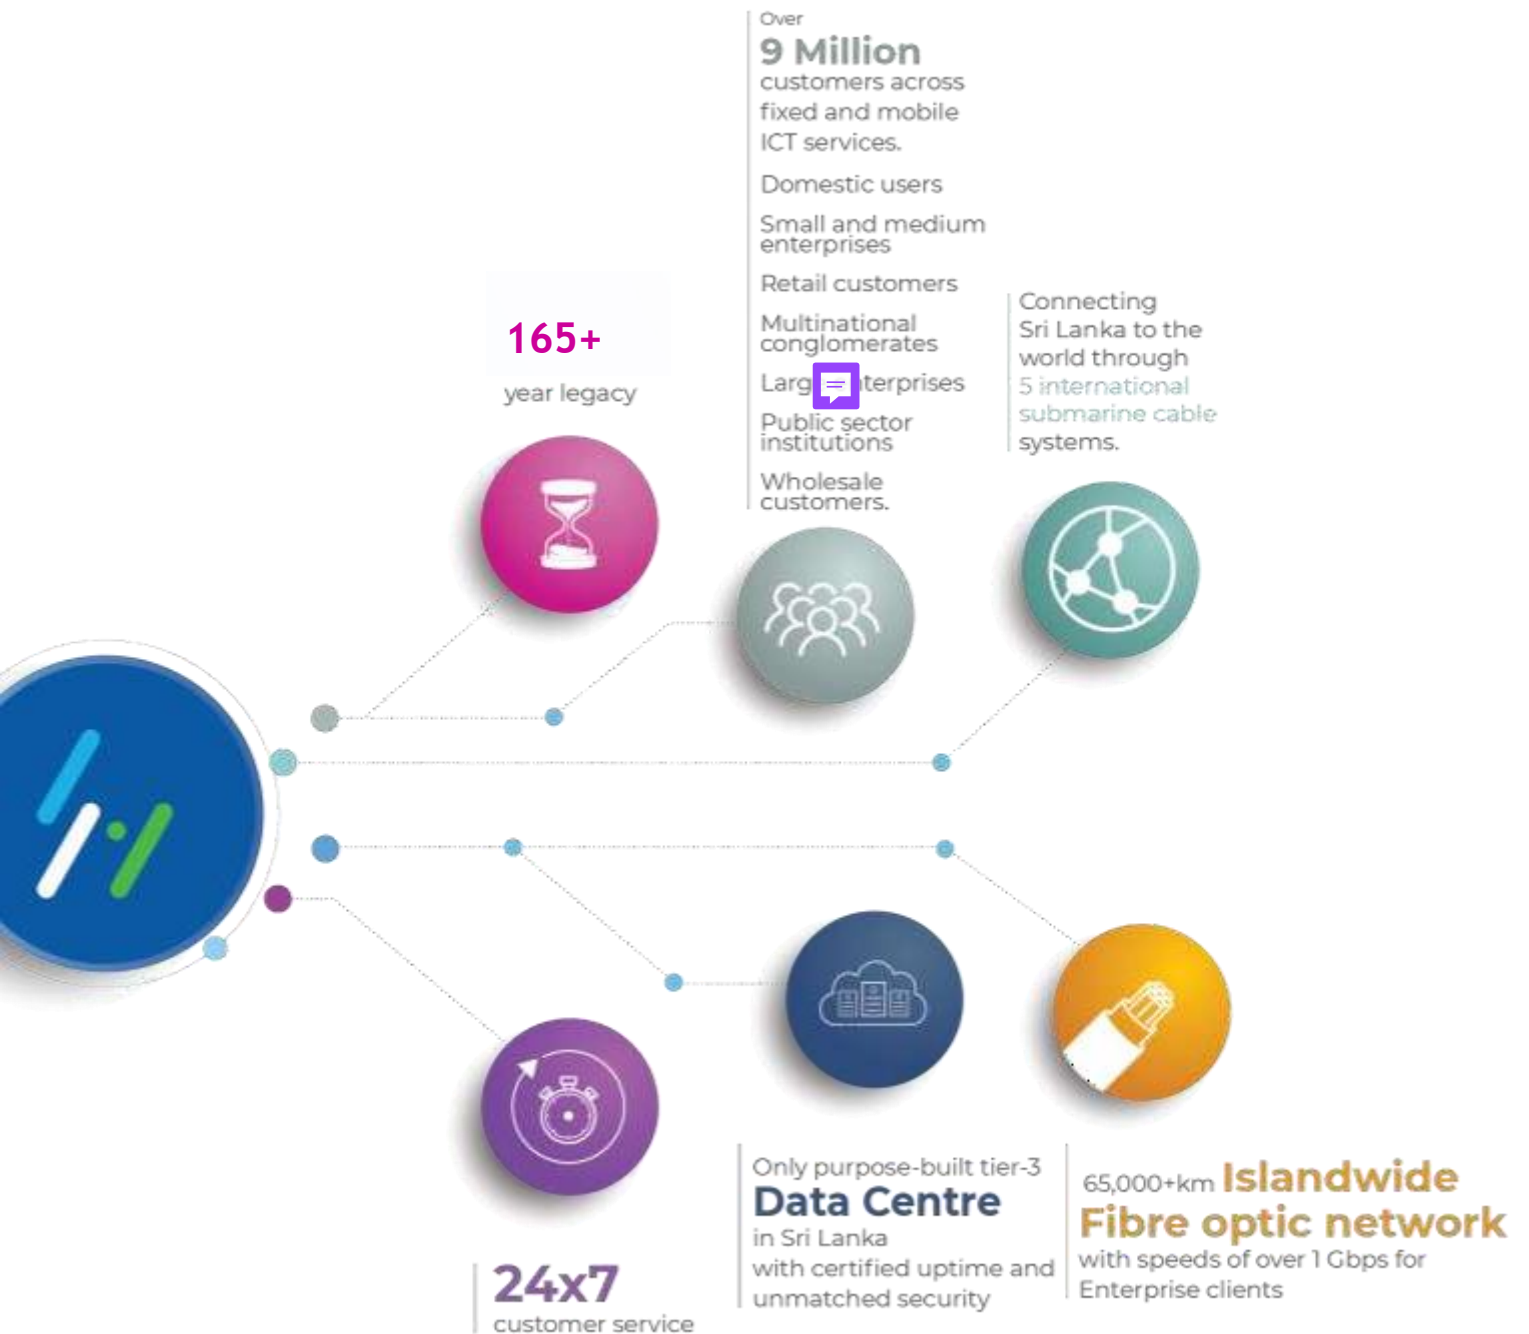 Over
9 Million
customers across
fixed and mobile
ICT services.
Domestic users
Small and medium
enterprises
Retail customers
Multinational
conglomerates
Larg terprises
Public sector
institutions
Wholesale
customers.
165+
year legacy
Connecting
Sri Lanka to the
world through
5 international
submarine cable
systems.
24x7
customer service
Only purpose-built tier-3
Data Centre
in Sri Lanka
with certified uptime and
unmatched security
65,000+km Islandwide
Fibre optic network
with speeds of over 1 Gbps for
Enterprise clients